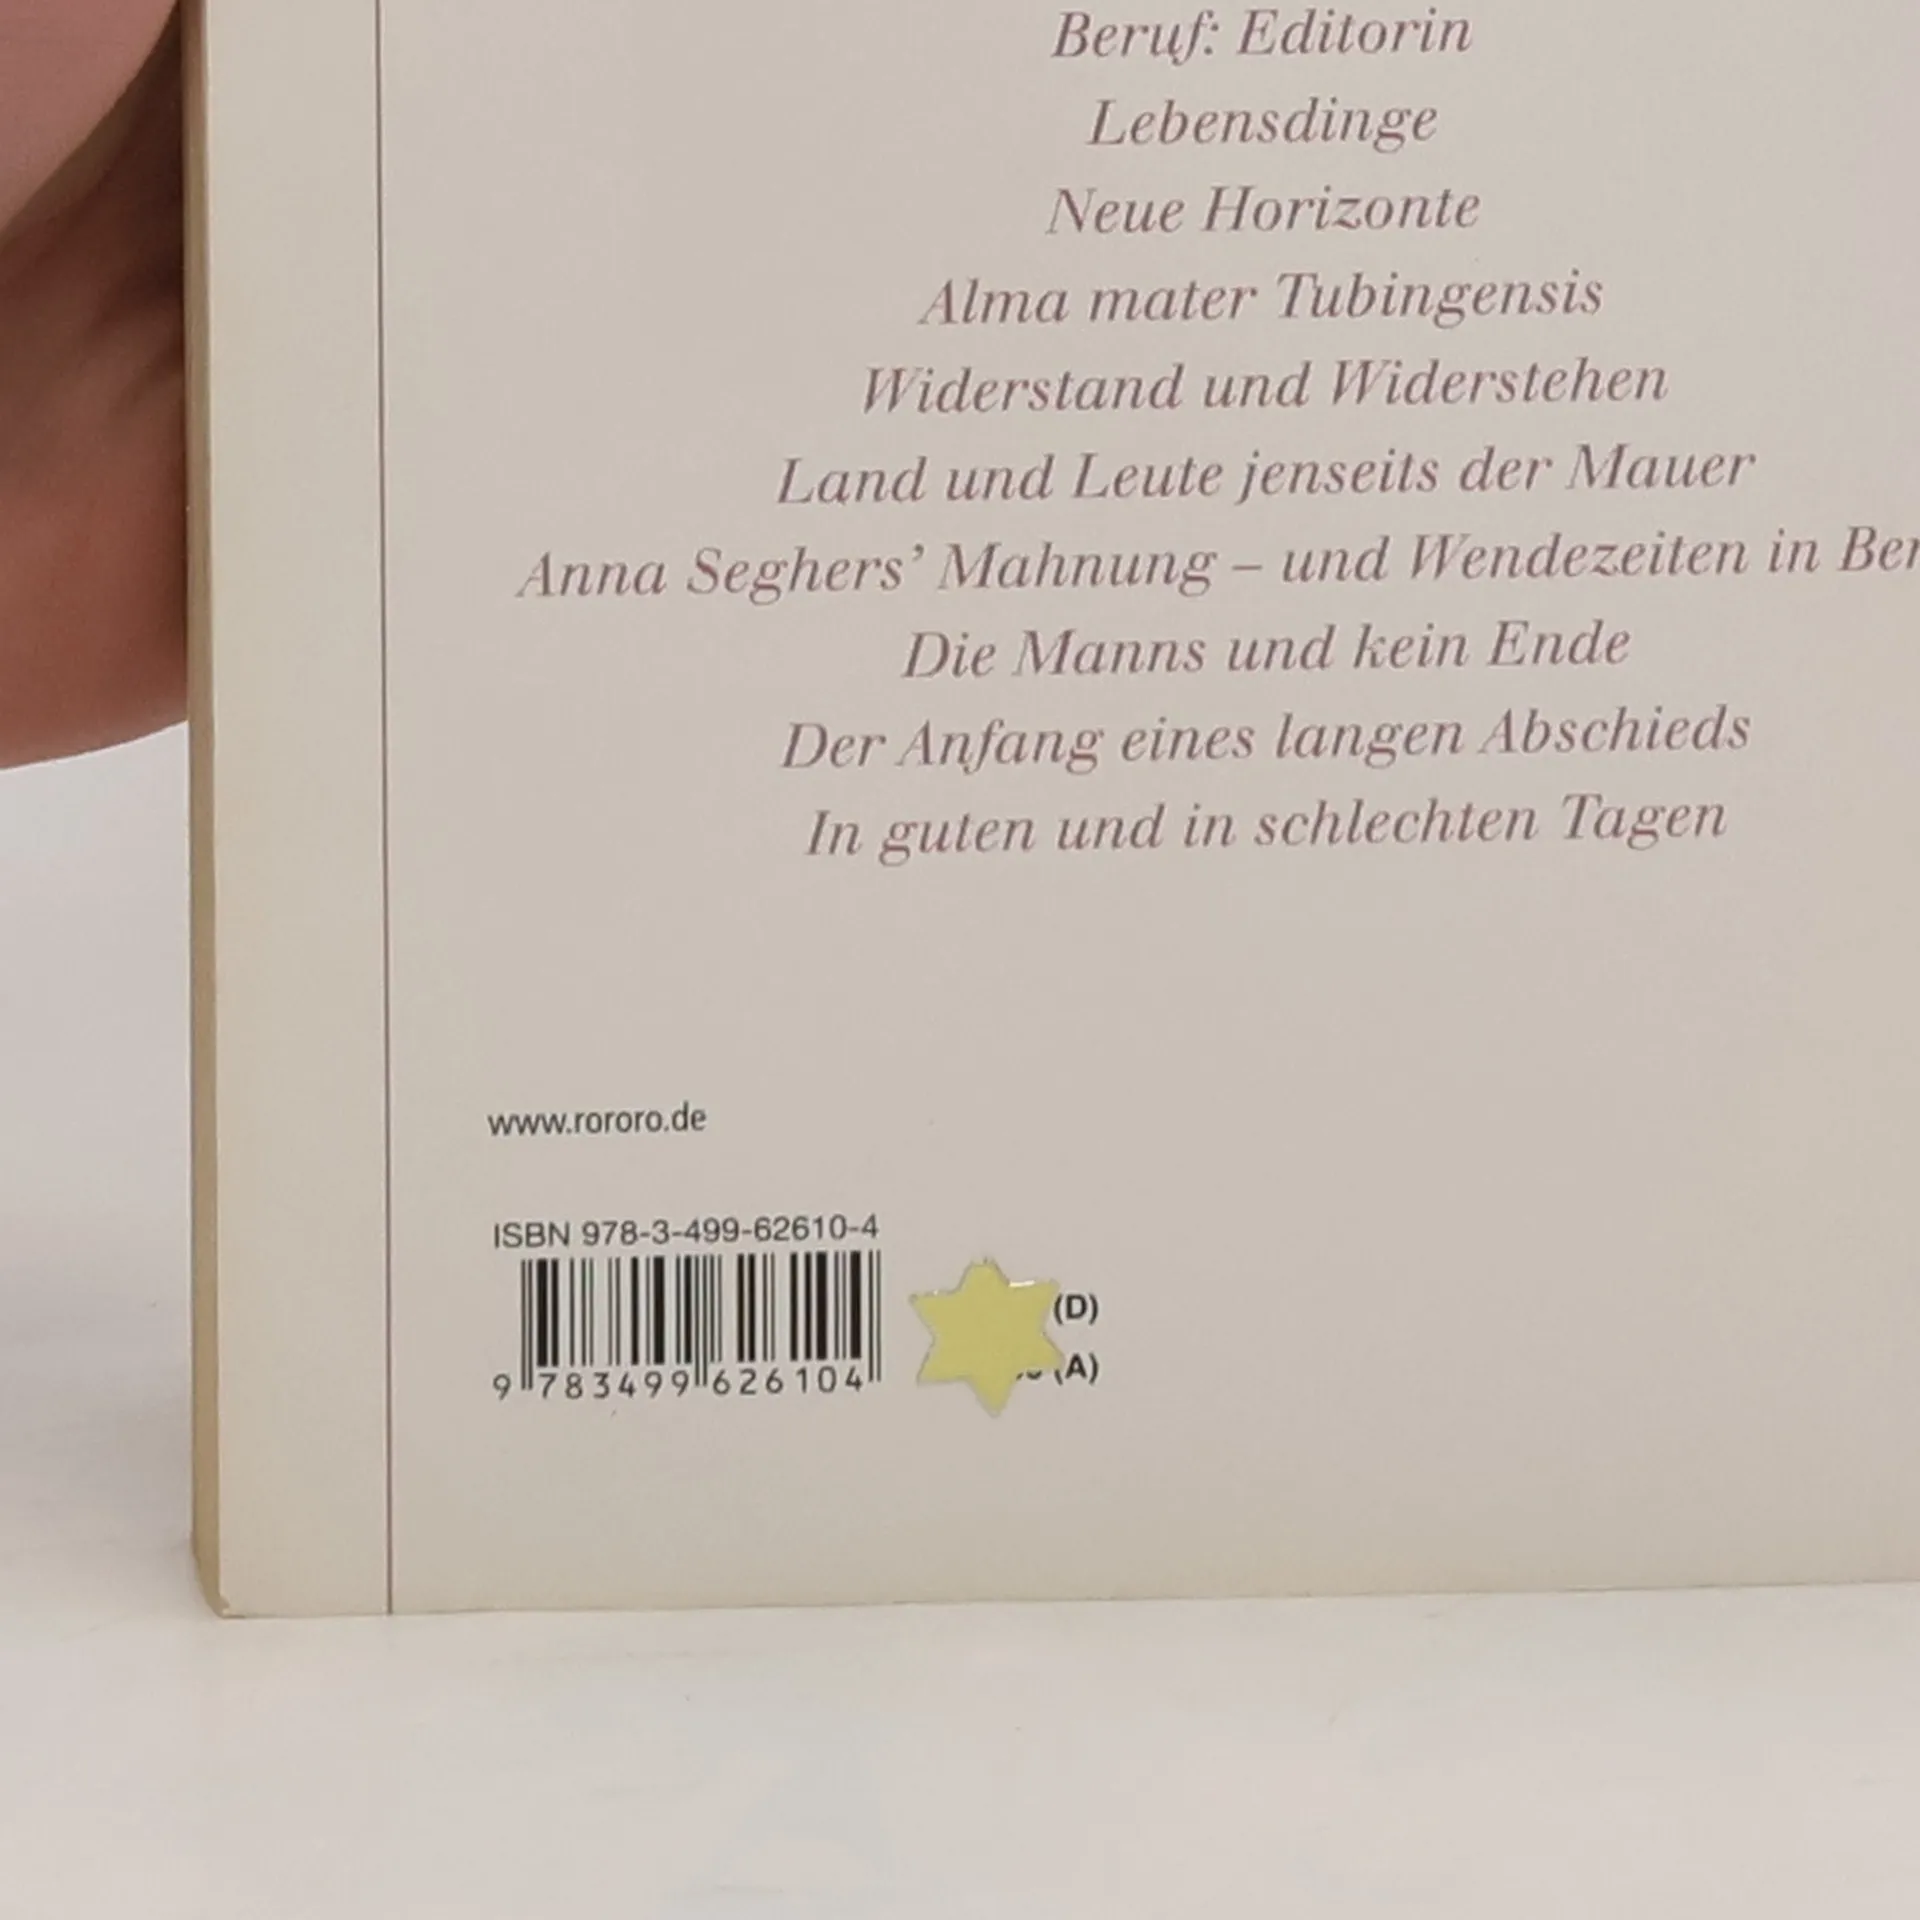 Beruf: Editorin
Lebensdinge
Neue Horizonte
Alma mater Tubingensis
Widerstand und Widerstehen
Land und Leute jenseits der Mauer
Anna Seghers’ Mahnung – und Wendezeiten in Ber
Die Manns und kein Ende
Der Anfang eines langen Abschieds
In guten und in schlechten Tagen
www.rororo.de
ISBN 978-3-499-62610-4
9 783499 626104
(D)
(A)